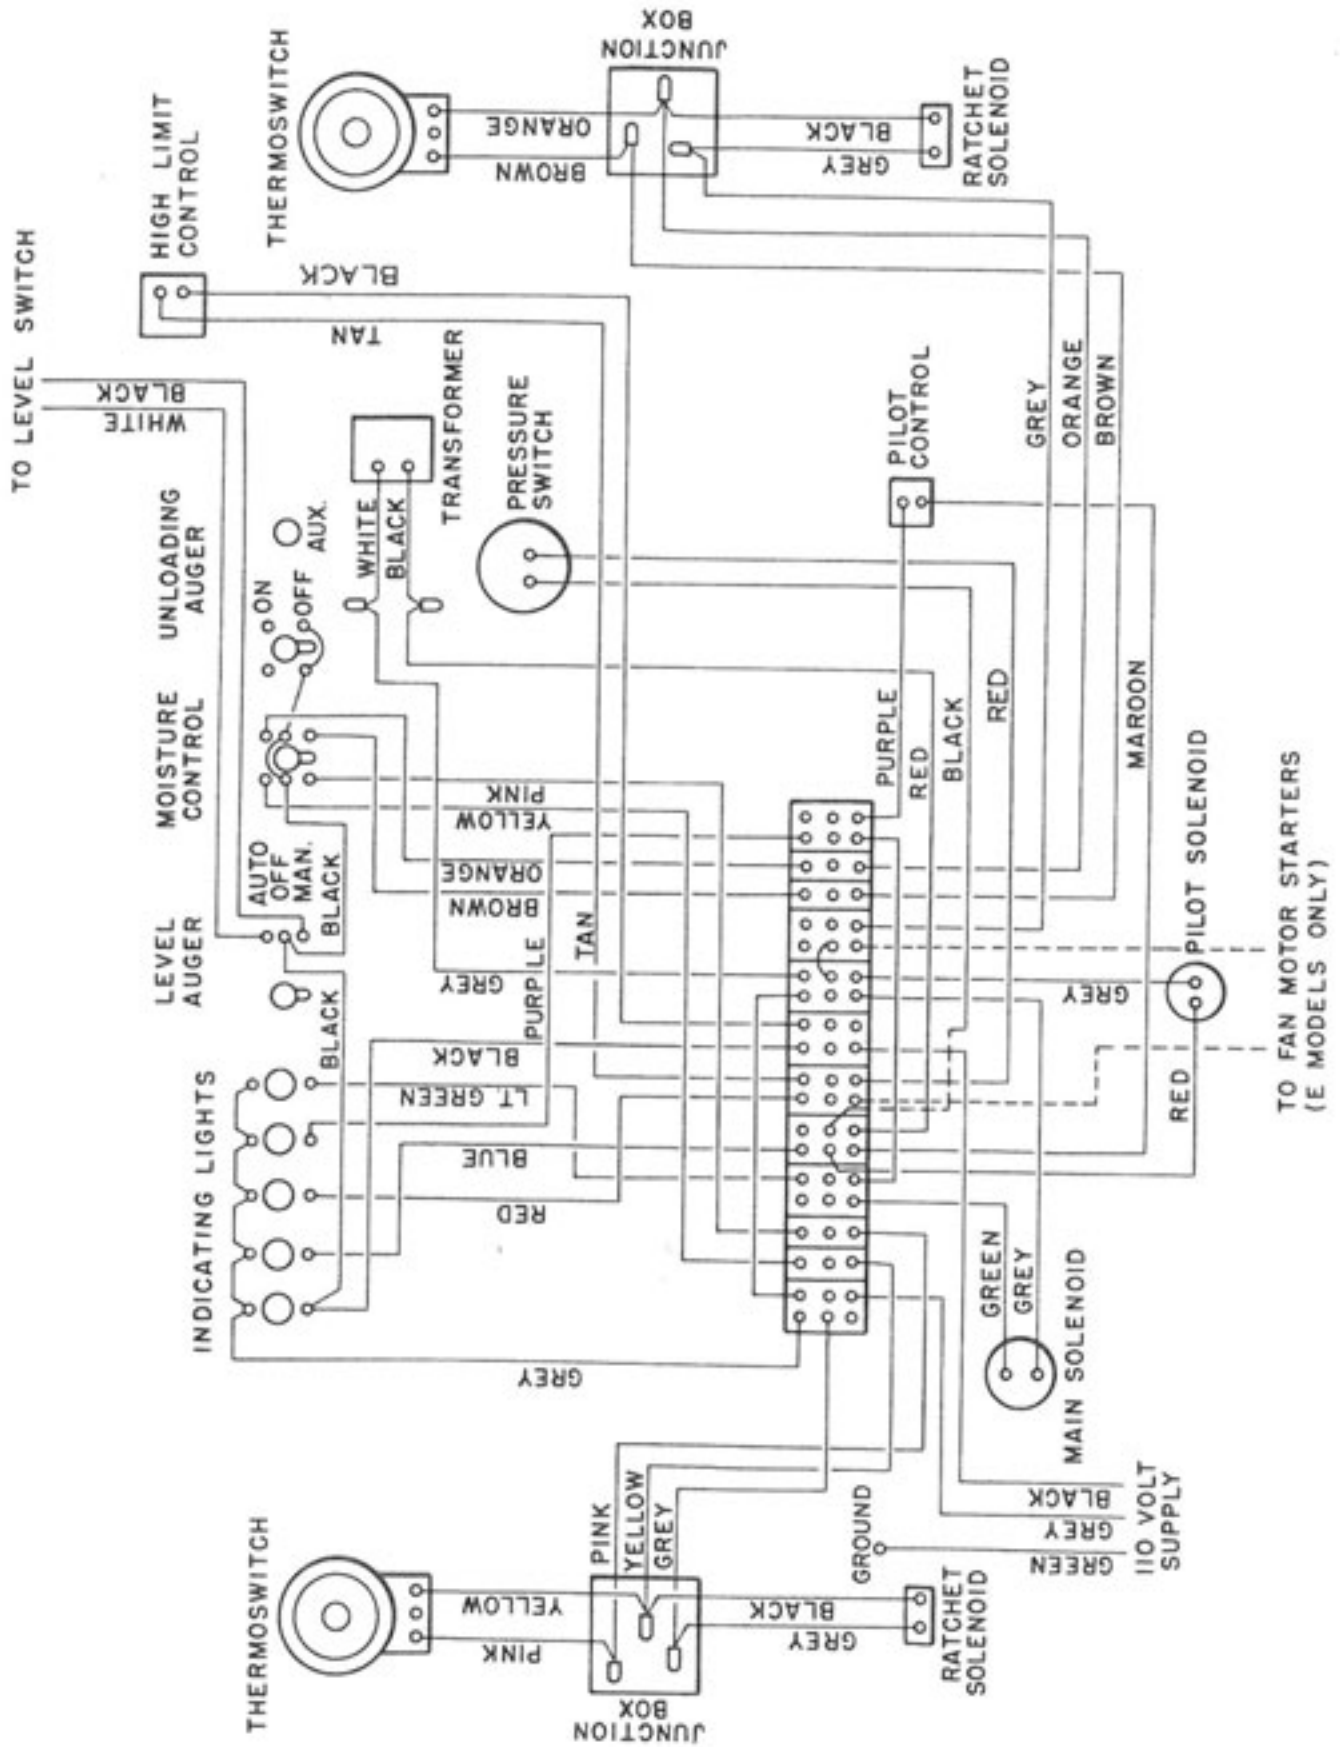 TO LEVEL SWITCH
WHITE
BLACK
HIGH LIMIT
CONTROL
BLACK
TAN
THERMOSWITCH
ORANGE
BROWN
JUNCTION
BOX
BLACK
GREY
RATCHET
SOLENOID
UNLOADING
AUGER
ON
OFF
AUX.
WHITE
BLACK
TRANSFORMER
PRESSURE
SWITCH
MOISTURE
CONTROL
PINK
YELLOW
ORANGE
BROWN
LEVEL
AUGER
AUTO
OFF
MAN.
BLACK
BLACK
GREY
PURPLE
TAN
INDICATING LIGHTS
BLACK
LT. GREEN
BLUE
RED
GREY
PILOT
CONTROL
GREY
ORANGE
BROWN
PURPLE
RED
BLACK
RED
MAROON
PILOT SOLENOID
GREY
RED
TO FAN MOTOR STARTERS
(E MODELS ONLY)
GREEN
GREY
MAIN SOLENOID
THERMOSWITCH
YELLOW
PINK
JUNCTION
BOX
PINK
YELLOW
GREY
BLACK
GREY
RATCHET
SOLENOID
GROUND
BLACK
GREY
GREEN
110 VOLT
SUPPLY